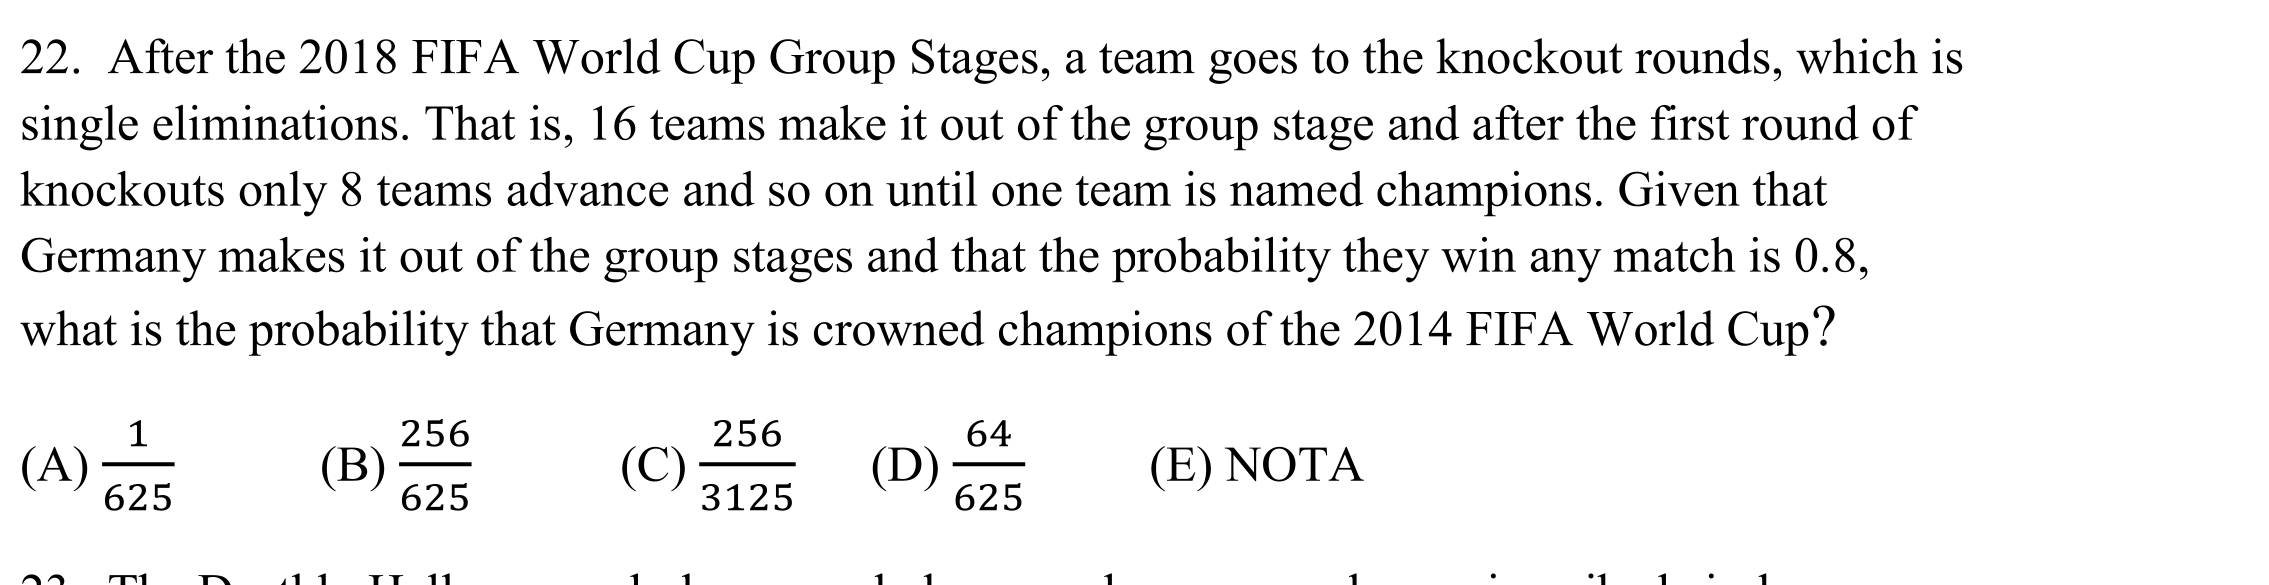 22. After the 2018 FIFA World Cup Group Stages, a team goes to the knockout rounds, which is
single eliminations. That is, 16 teams make it out of the group stage and after the first round of
knockouts only 8 teams advance and so on until one team is named champions. Given that
Germany makes it out of the group stages and that the probability they win any match is 0.8,
what is the probability that Germany is crowned champions of the 2014 FIFA World Cup?
(A) 1/625 (B) 256/625 (C) 256/3125 (D) 64/625 (E) NOTA